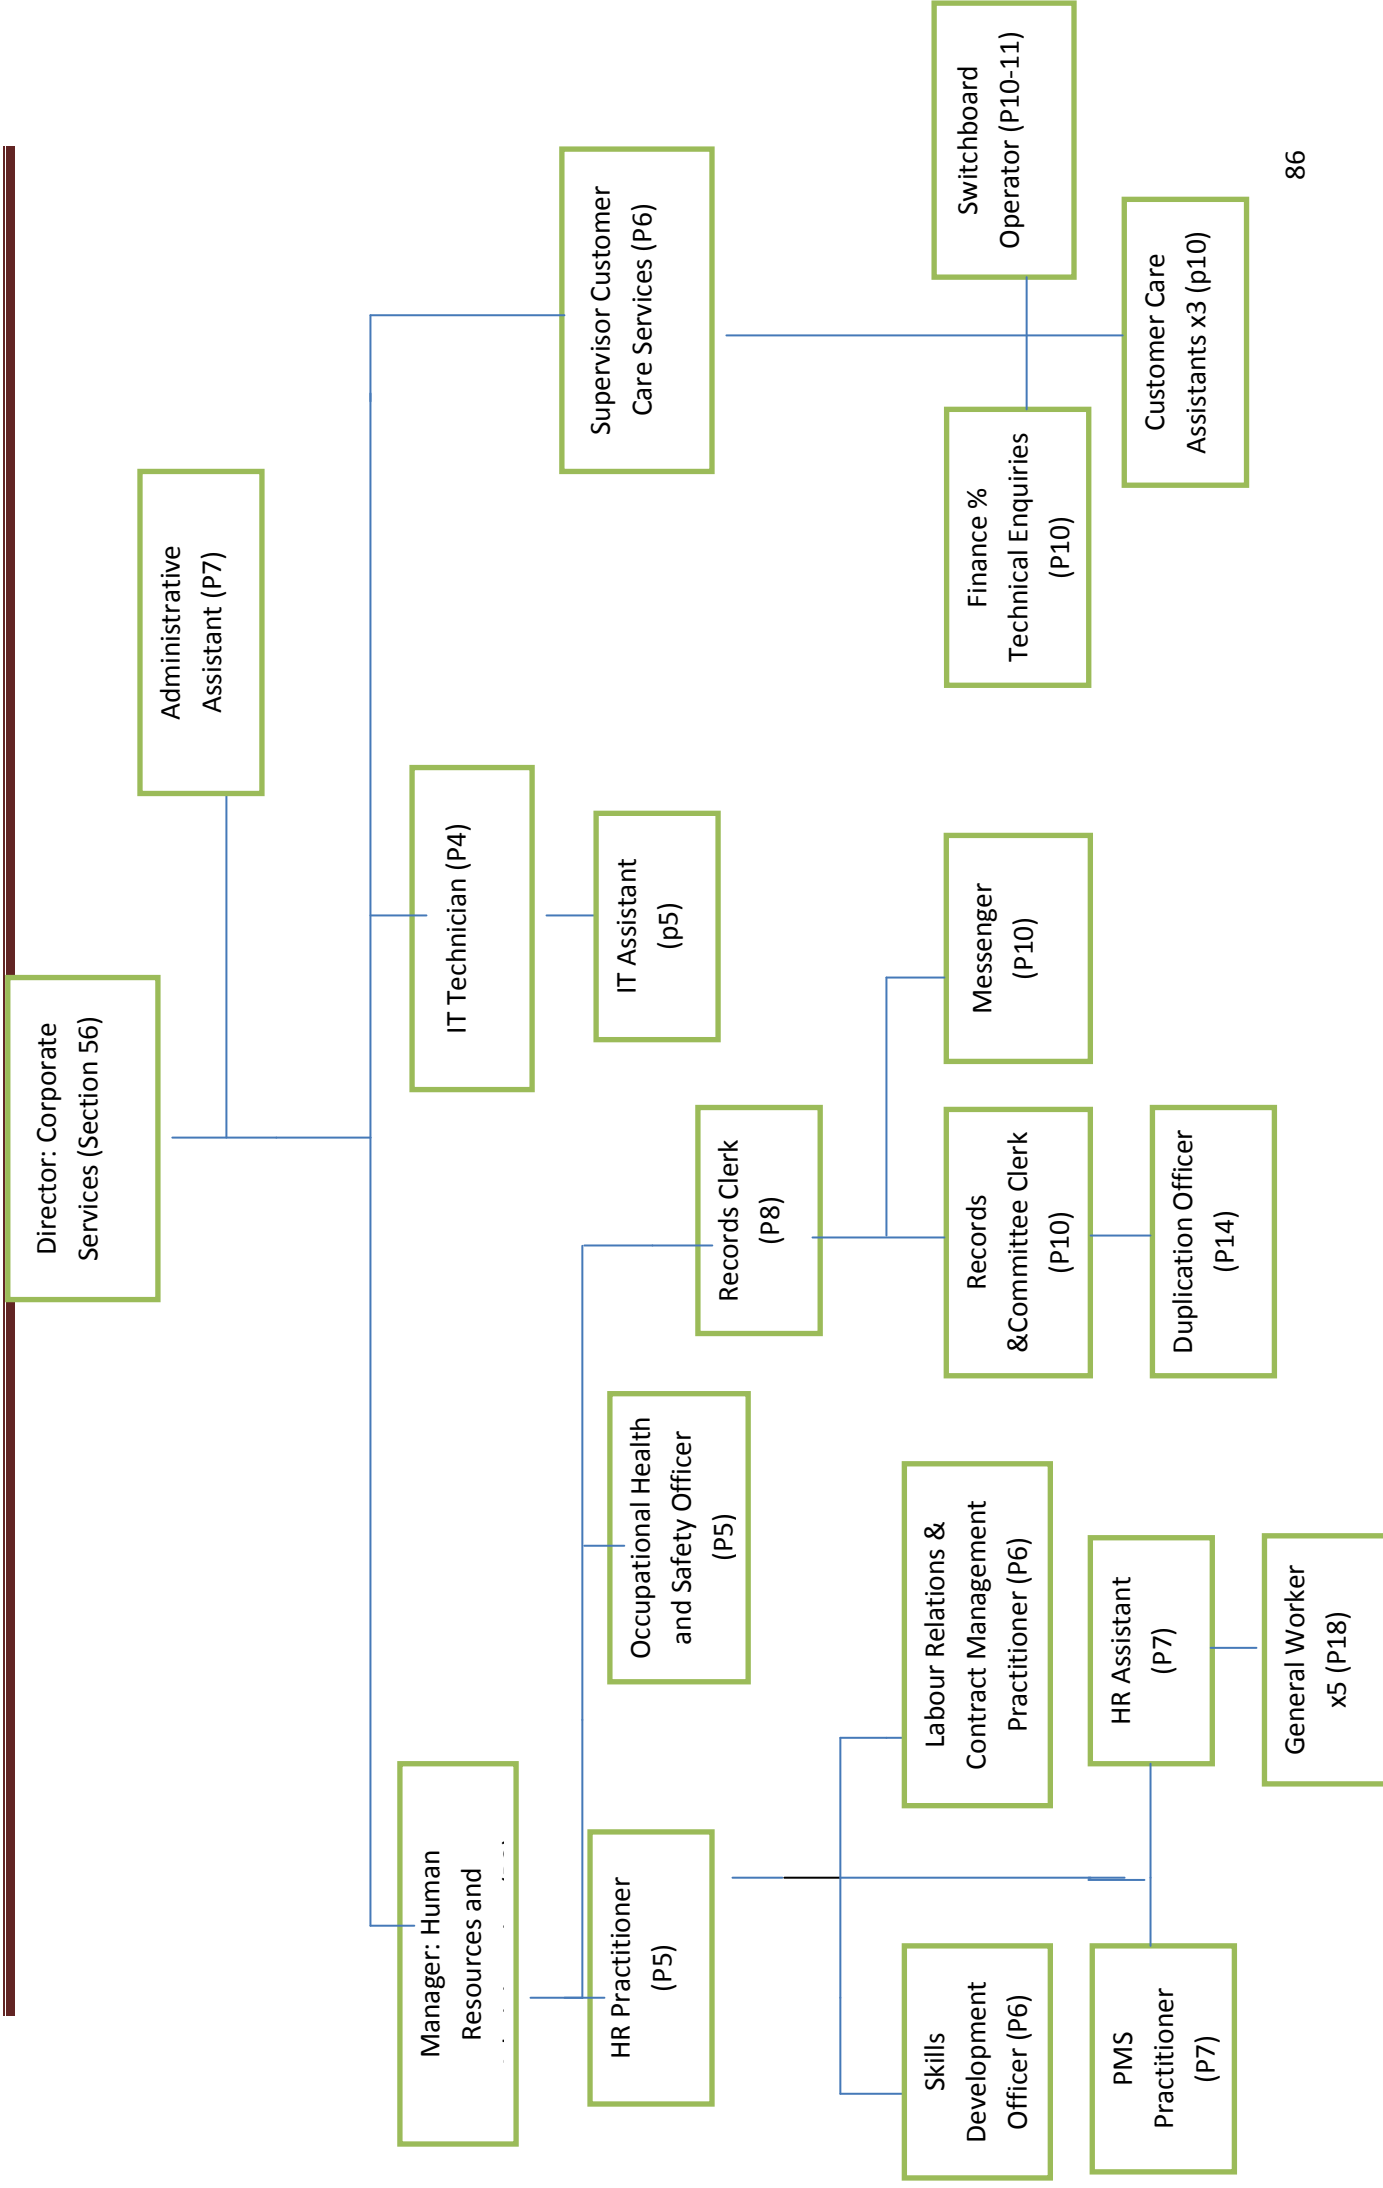 Director: Corporate
Services (Section 56)
Administrative
Assistant (P7)
Manager: Human
Resources and
IT Technician (P4)
Supervisor Customer
Care Services (P6)
HR Practitioner
(P5)
Occupational Health
and Safety Officer
(P5)
IT Assistant
(p5)
Records Clerk
(P8)
Skills
Development
Officer (P6)
Labour Relations &
Contract Management
Practitioner (P6)
Records
&Committee Clerk
(P10)
Messenger
(P10)
Finance %
Technical Enquiries
(P10)
Switchboard
Operator (P10-11)
PMS
Practitioner
(P7)
HR Assistant
(P7)
Duplication Officer
(P14)
Customer Care
Assistants x3 (p10)
General Worker
x5 (P18)
86